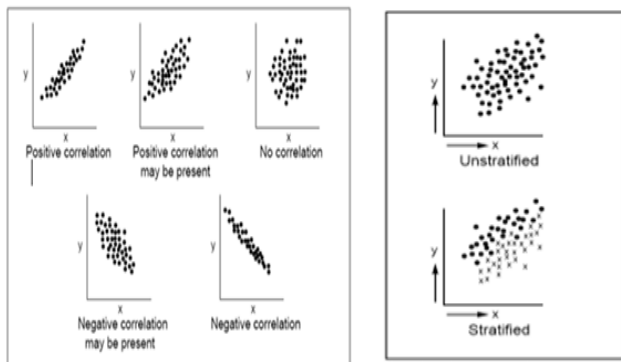 y
x
Positive correlation
y
x
Positive correlation
may be present
y
x
No correlation
y
x
Negative correlation
may be present
y
x
Negative correlation
y
x
Unstratified
y
x
Stratified